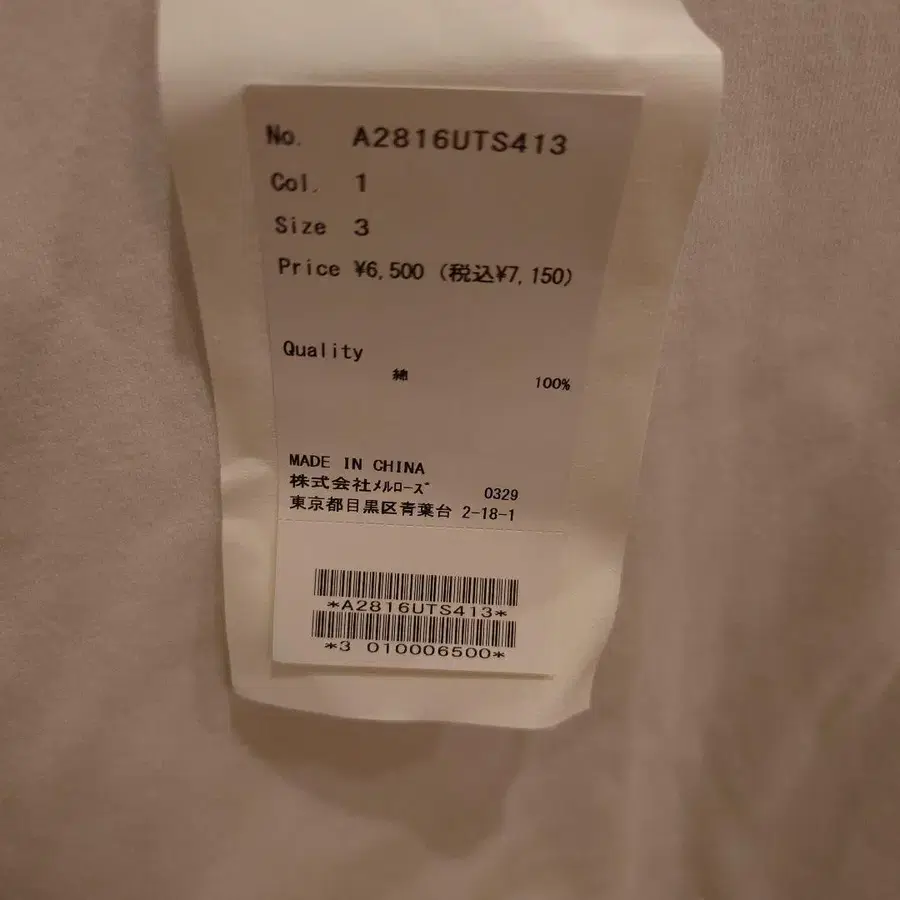 No. A2816UTS413
Col. 1
Size 3
Price ¥6,500 (税込¥7,150)
Quality
綿 100%
MADE IN CHINA
株式会社ﾒﾙﾛｰｽﾞ 0329
東京都目黒区青葉台 2-18-1
*A2816UTS413*
*3 010006500*